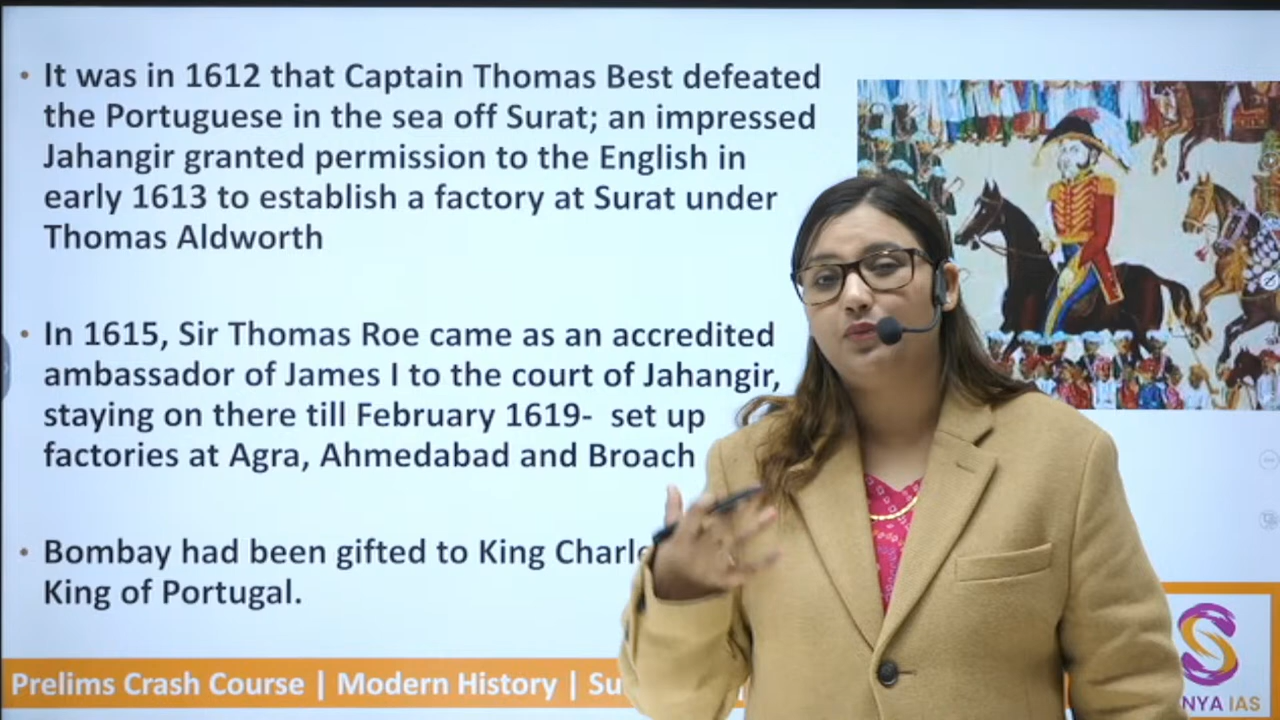 • It was in 1612 that Captain Thomas Best defeated
the Portuguese in the sea off Surat; an impressed
Jahangir granted permission to the English in
early 1613 to establish a factory at Surat under
Thomas Aldworth
• In 1615, Sir Thomas Roe came as an accredited
ambassador of James I to the court of Jahangir,
staying on there till February 1619- set up
factories at Agra, Ahmedabad and Broach
• Bombay had been gifted to King
King of Portugal.
Prelims Crash Course | Modern History |
NYA IAS